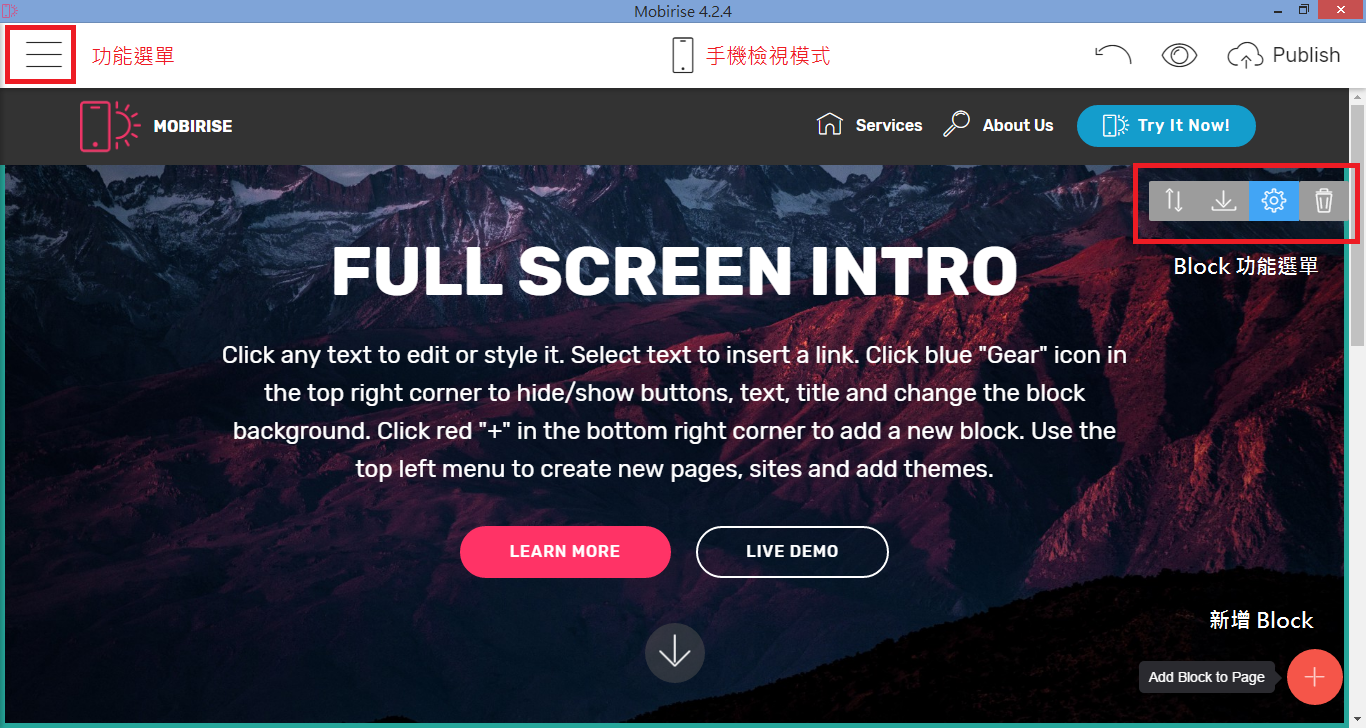 Mobirise 4.2.4
功能選單
手機檢視模式
Publish
MOBIRISE
Services
About Us
Try It Now!
Block 功能選單
FULL SCREEN INTRO
Click any text to edit or style it. Select text to insert a link. Click blue "Gear" icon in
the top right corner to hide/show buttons, text, title and change the block
background. Click red "+" in the bottom right corner to add a new block. Use the
top left menu to create new pages, sites and add themes.
LEARN MORE
LIVE DEMO
新增 Block
Add Block to Page